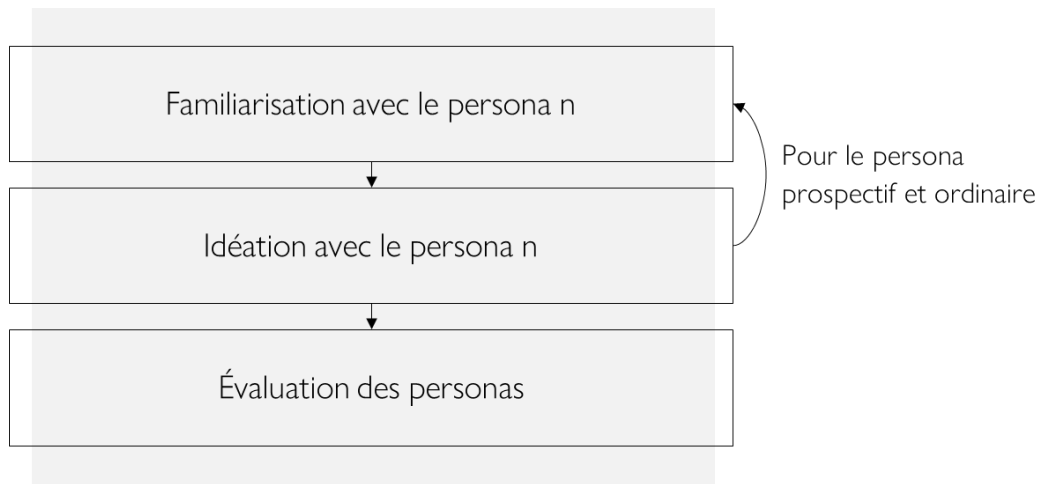 Familiarisation avec le persona n
Pour le persona
prospectif et ordinaire
Idéation avec le persona n
Évaluation des personas